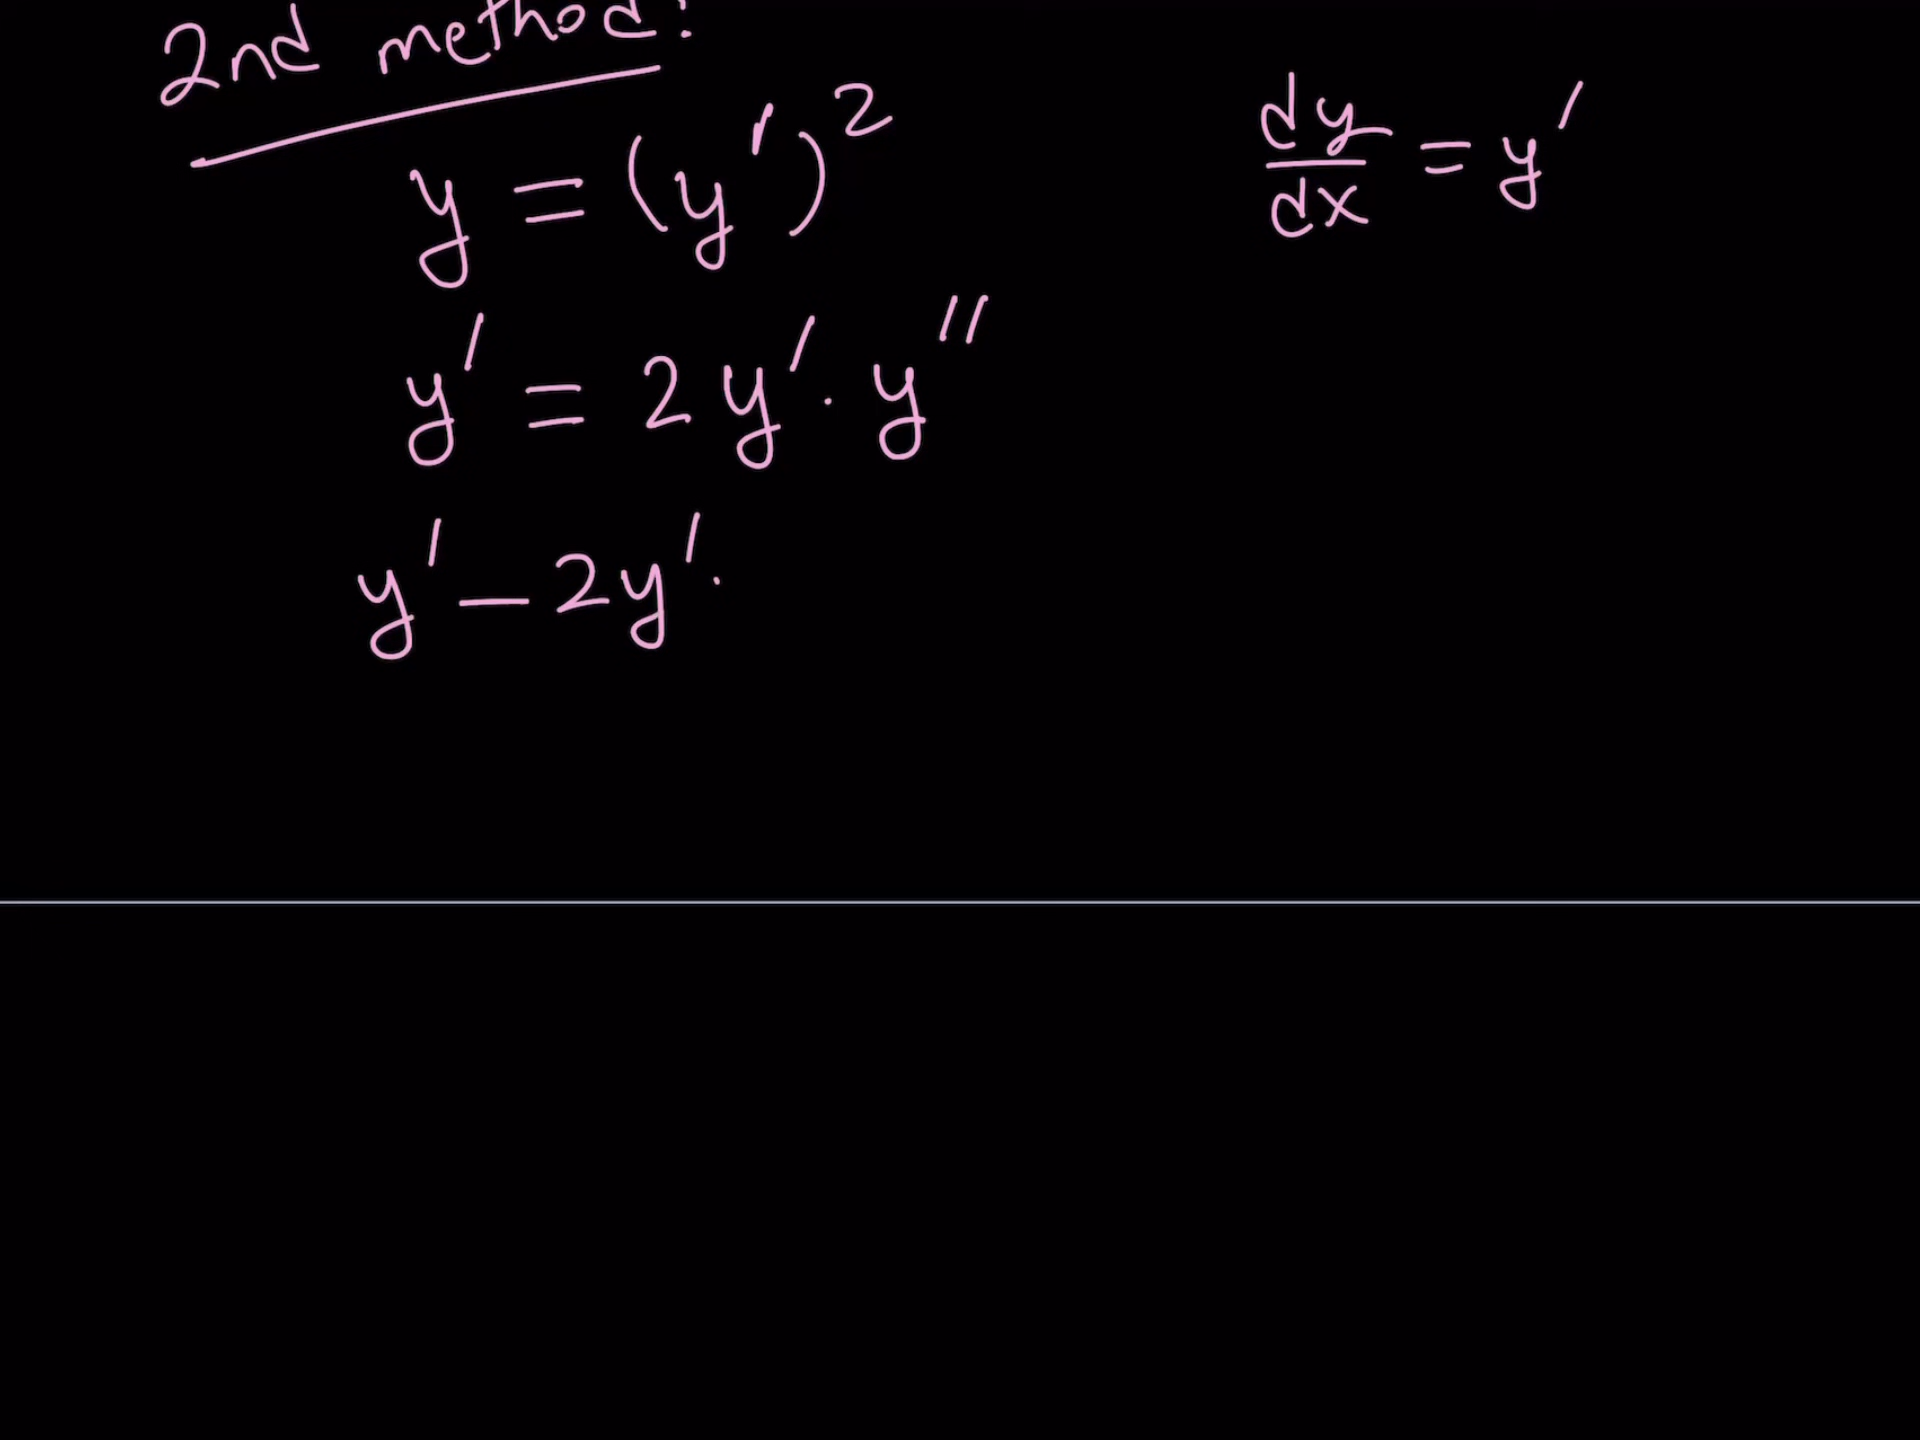 2nd method:
y = (y')²
dy/dx = y'
y' = 2y' · y''
y' − 2y' ·